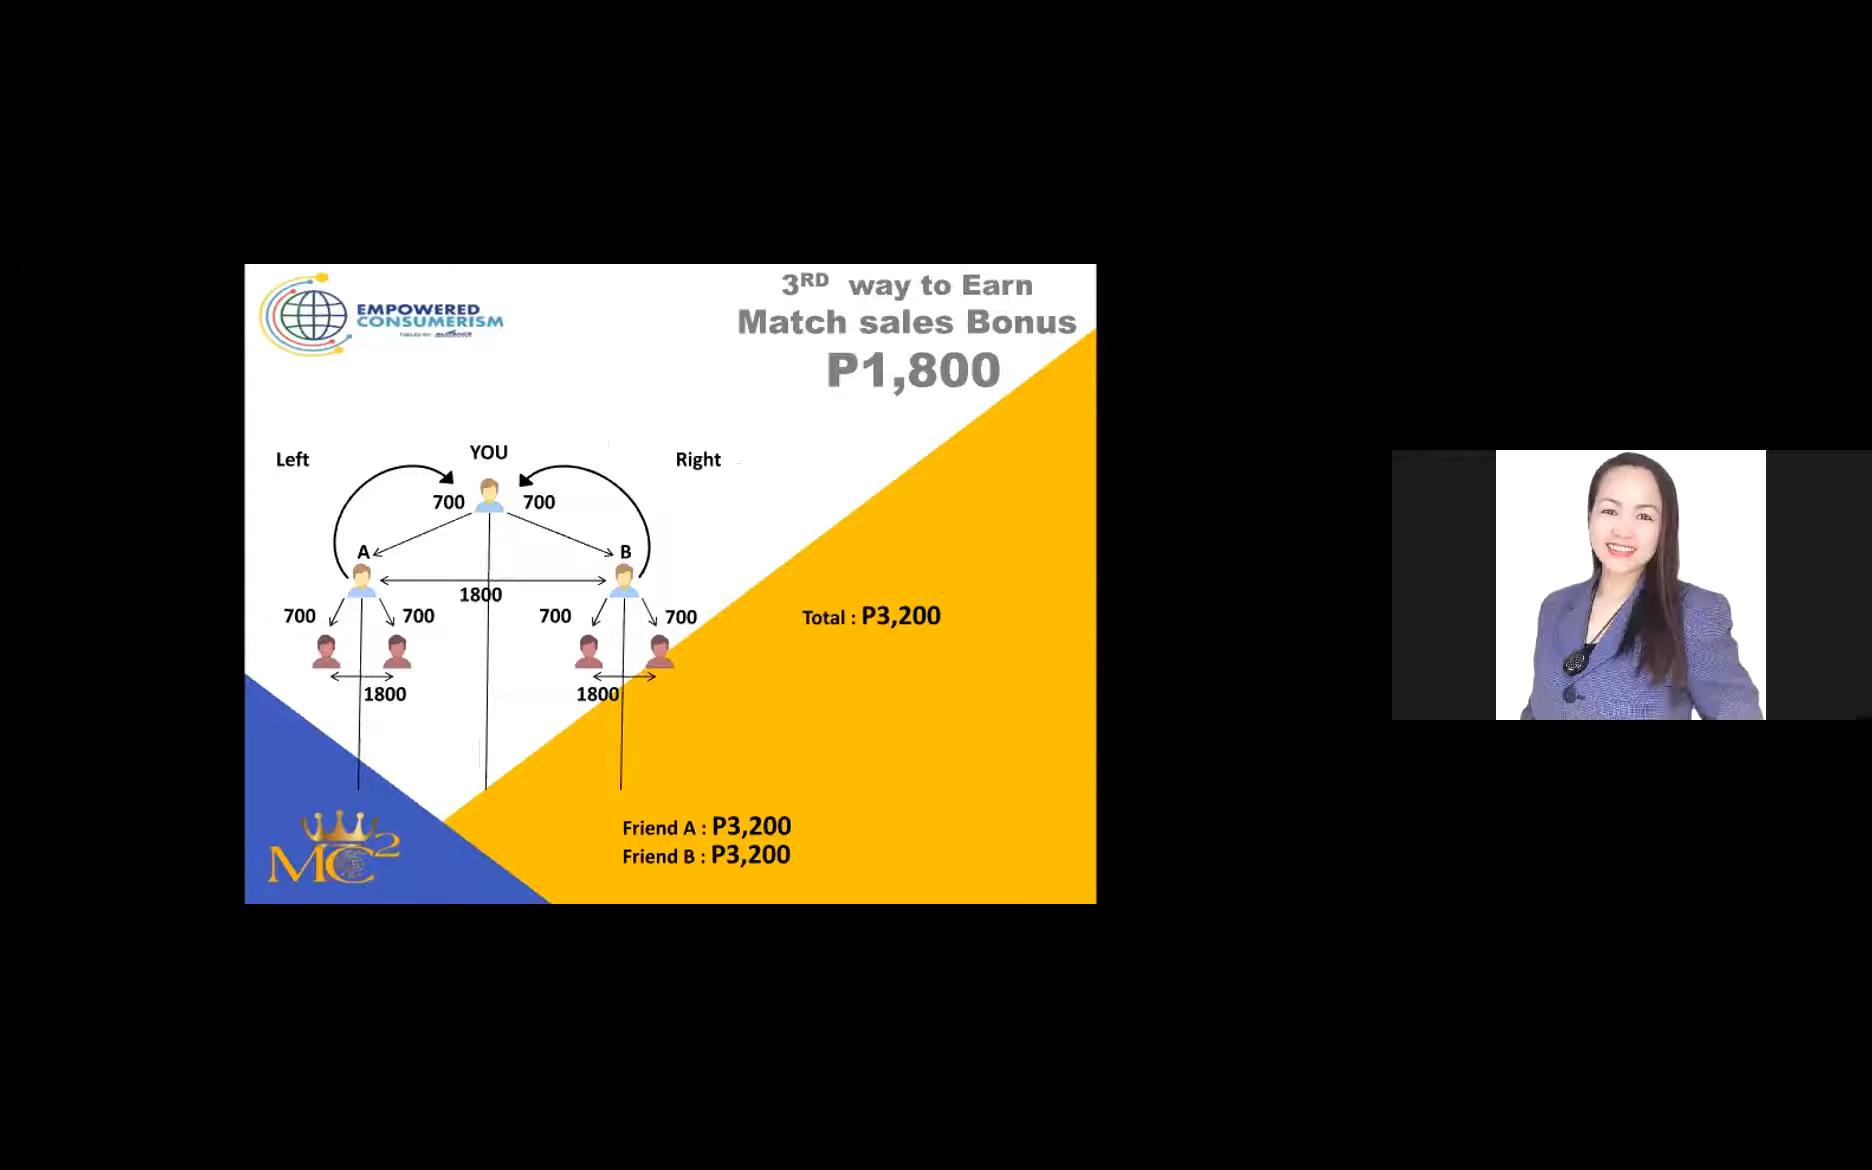 EMPOWERED
CONSUMERISM
3RD way to Earn
Match sales Bonus
P1,800
Left
YOU
Right
700 700
A
B
1800
700 700 700 700
1800 1800
Total : P3,200
Friend A : P3,200
Friend B : P3,200
MC2